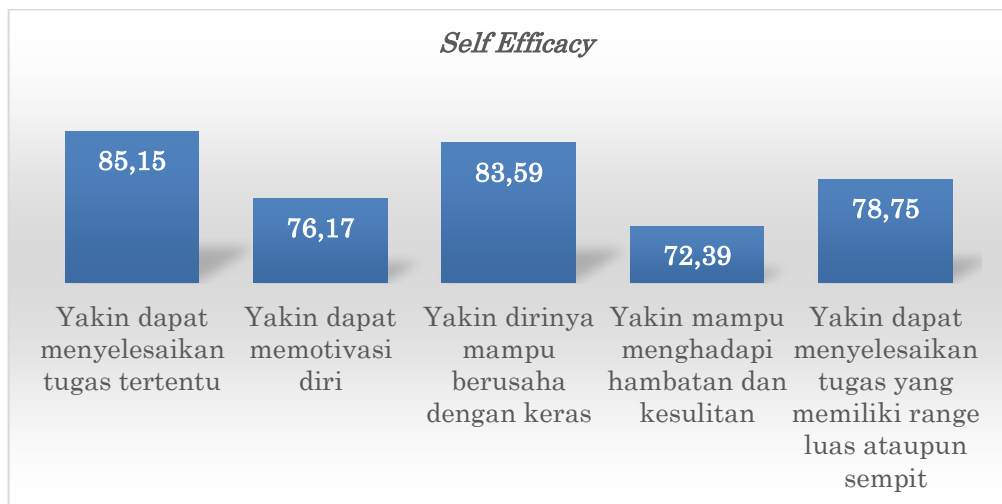 Self Efficacy
85,15
76,17
83,59
72,39
78,75
Yakin dapat
menyelesaikan
tugas tertentu
Yakin dapat
memotivasi
diri
Yakin dirinya
mampu
berusaha
dengan keras
Yakin mampu
menghadapi
hambatan dan
kesulitan
Yakin dapat
menyelesaikan
tugas yang
memiliki range
luas ataupun
sempit